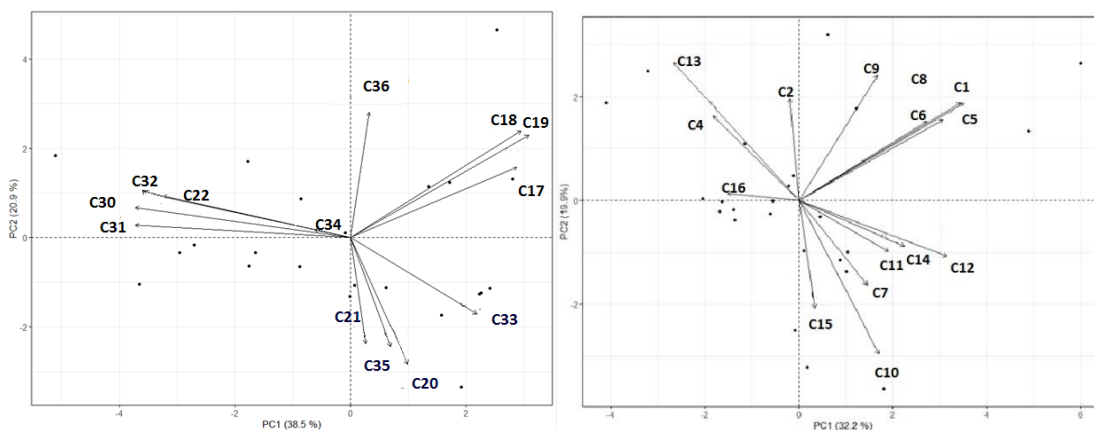 C36
C18 C19
C17
C32
C22
C30
C31
C34
C21
C33
C35
C20
PC2 (20.9 %)
4
2
0
-2
-4
-2
0
2
PC1 (38.5 %)
C13
C9
C8
C2
C1
C6
C5
C4
C16
C14
C11
C12
C7
C15
C10
PC2 (19.9%)
2
0
-2
-4
-2
0
2
4
6
PC1 (32.2 %)